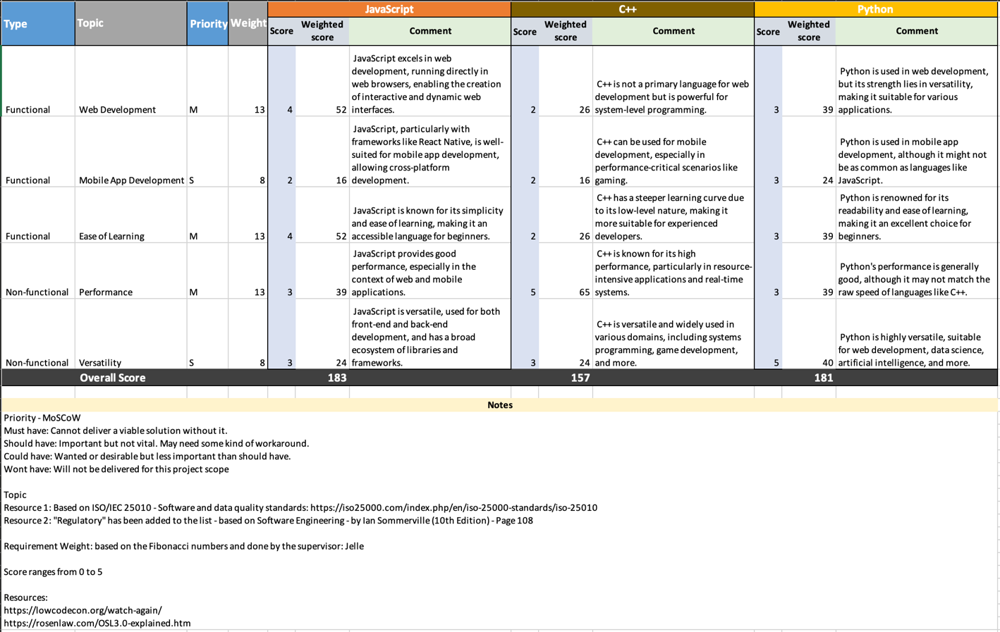 JavaScript C++ Python
Type Topic Priority Weight Score Weighted score Comment Score Weighted score Comment Score Weighted score Comment
Functional Web Development M 13 4 52 JavaScript excels in web development, running directly in web browsers, enabling the creation of interactive and dynamic web interfaces. 2 26 C++ is not a primary language for web development but is powerful for system-level programming. 3 39 Python is used in web development, but its strength lies in versatility, making it suitable for various applications.
Functional Mobile App Development S 8 2 16 JavaScript, particularly with frameworks like React Native, is well-suited for mobile app development, allowing cross-platform development. 2 16 C++ can be used for mobile development, especially in performance-critical scenarios like gaming. 3 24 Python is used in mobile app development, although it might not be as common as languages like JavaScript.
Functional Ease of Learning M 13 4 52 JavaScript is known for its simplicity and ease of learning, making it an accessible language for beginners. 2 26 C++ has a steeper learning curve due to its low-level nature, making it more suitable for experienced developers. 3 39 Python is renowned for its readability and ease of learning, making it an excellent choice for beginners.
Non-functional Performance M 13 3 39 JavaScript provides good performance, especially in the context of web and mobile applications. 5 65 C++ is known for its high performance, particularly in resource-intensive applications and real-time systems. 3 39 Python's performance is generally good, although it may not match the raw speed of languages like C++.
Non-functional Versatility S 8 3 24 JavaScript is versatile, used for both front-end and back-end development, and has a broad ecosystem of libraries and frameworks. 3 24 C++ is versatile and widely used in various domains, including systems programming, game development, and more. 5 40 Python is highly versatile, suitable for web development, data science, artificial intelligence, and more.
Overall Score 183 157 181
Notes
Priority - MoSCoW
Must have: Cannot deliver a viable solution without it.
Should have: Important but not vital. May need some kind of workaround.
Could have: Wanted or desirable but less important than should have.
Wont have: Will not be delivered for this project scope
Topic
Resource 1: Based on ISO/IEC 25010 - Software and data quality standards: https://iso25000.com/index.php/en/iso-25000-standards/iso-25010
Resource 2: "Regulatory" has been added to the list - based on Software Engineering - by Ian Sommerville (10th Edition) - Page 108
Requirement Weight: based on the Fibonacci numbers and done by the supervisor: Jelle
Score ranges from 0 to 5
Resources:
https://lowcodecon.org/watch-again/
https://rosenlaw.com/OSL3.0-explained.htm